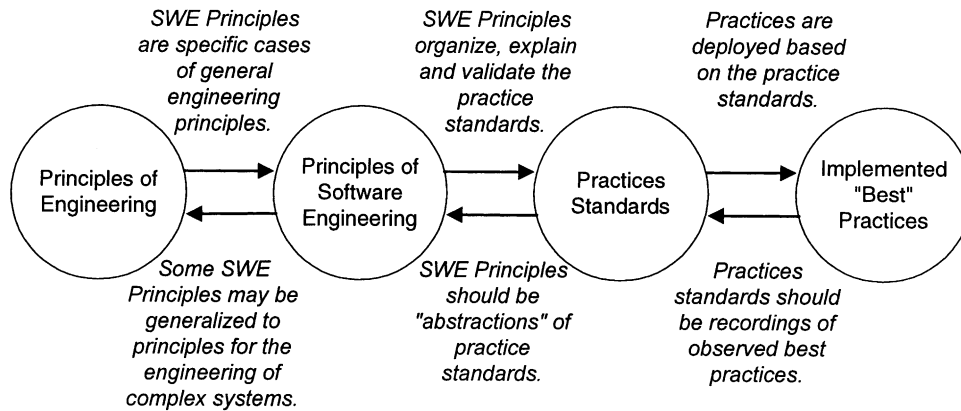 SWE Principles
are specific cases
of general
engineering
principles.
SWE Principles
organize, explain
and validate the
practice
standards.
Practices are
deployed based
on the practice
standards.
Principles of
Engineering
Principles of
Software
Engineering
Practices
Standards
Implemented
"Best"
Practices
Some SWE
Principles may be
generalized to
principles for the
engineering of
complex systems.
SWE Principles
should be
"abstractions" of
practice
standards.
Practices
standards should
be recordings of
observed best
practices.